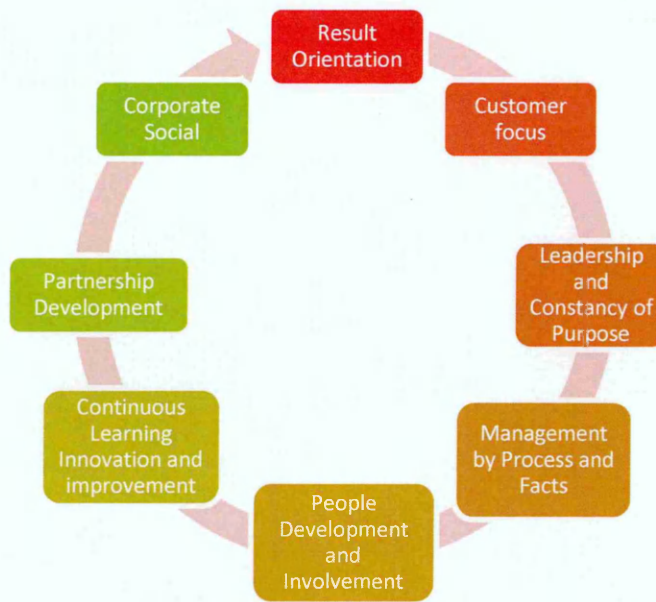 Result
Orientation
Customer
focus
Leadership
and
Constancy of
Purpose
Management
by Process and
Facts
People
Development
and
Involvement
Continuous
Learning
Innovation and
improvement
Partnership
Development
Corporate
Social